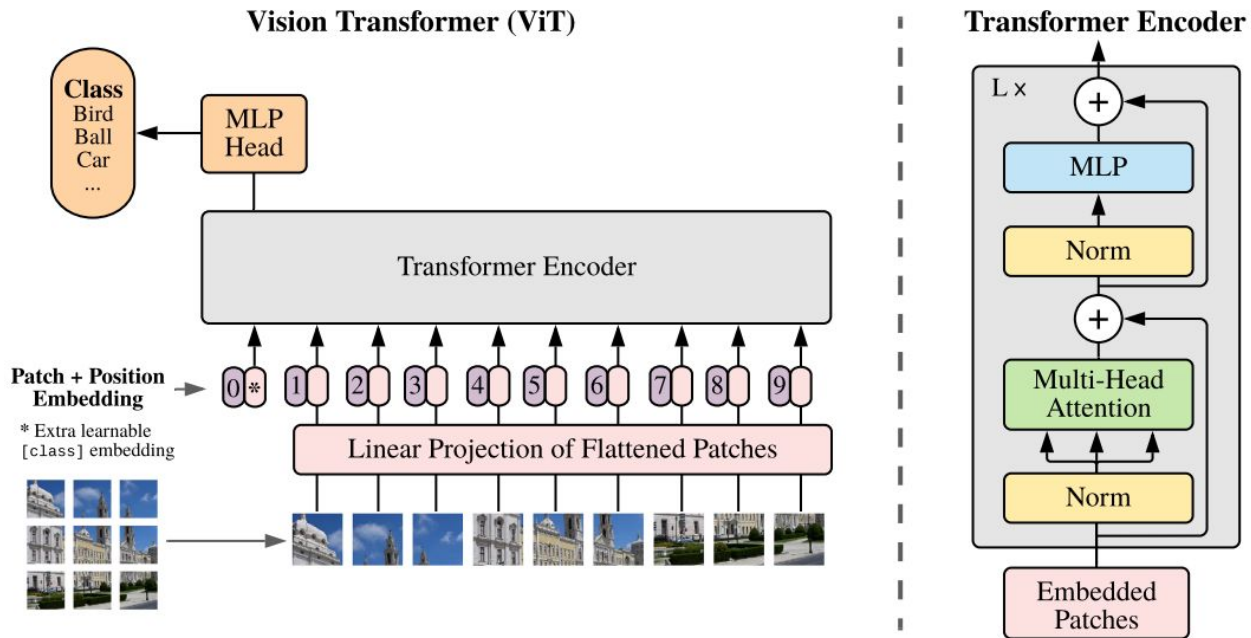 Vision Transformer (ViT)
Class
Bird
Ball
Car
...
MLP
Head
Transformer Encoder
Patch + Position
Embedding
0 * 1 2 3 4 5 6 7 8 9
* Extra learnable
[class] embedding
Linear Projection of Flattened Patches
Transformer Encoder
L ×
+
MLP
Norm
+
Multi-Head
Attention
Norm
Embedded
Patches